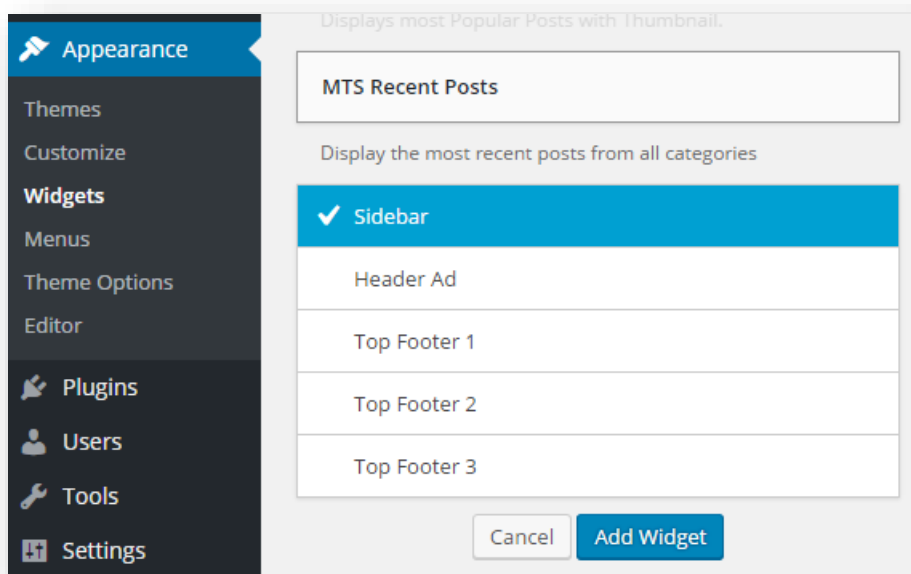 Appearance
Themes
Customize
Widgets
Menus
Theme Options
Editor
Plugins
Users
Tools
Settings
Displays most Popular Posts with Thumbnail.
MTS Recent Posts
Display the most recent posts from all categories
Sidebar
Header Ad
Top Footer 1
Top Footer 2
Top Footer 3
Cancel
Add Widget